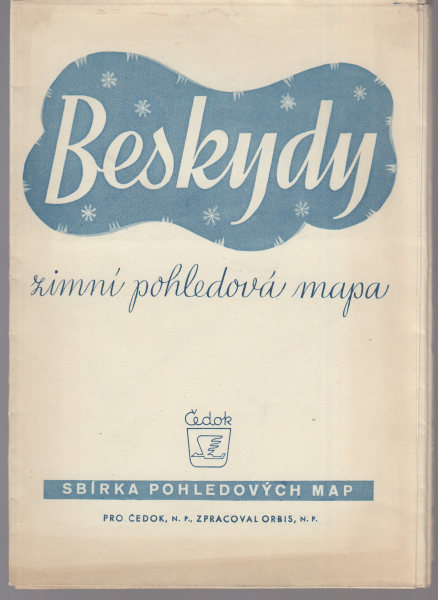 Beskydy
zimní pohledová mapa
Čedok
SBÍRKA POHLEDOVÝCH MAP
PRO ČEDOK, N. P., ZPRACOVAL ORBIS, N. P.